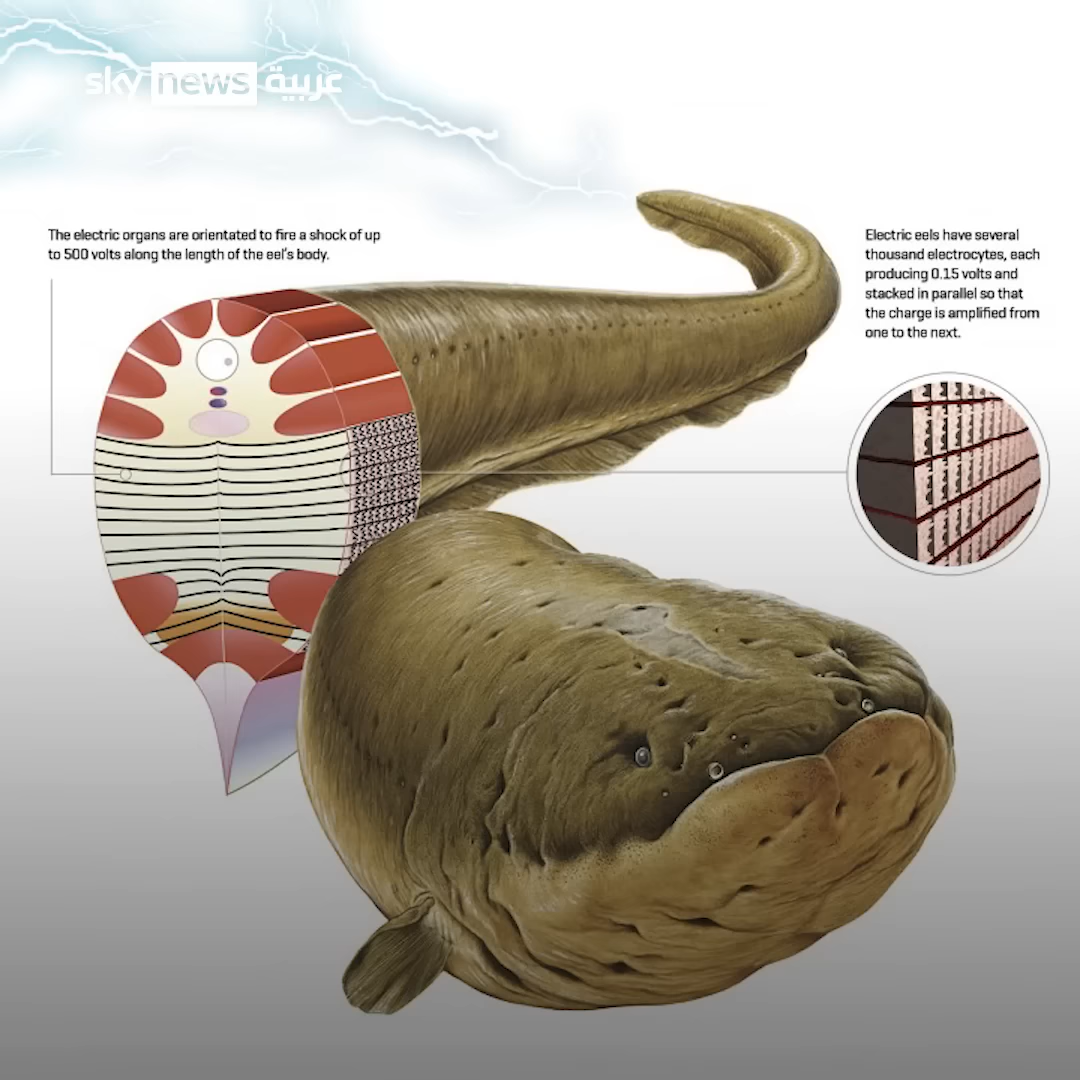 sky news عربية
The electric organs are orientated to fire a shock of up
to 500 volts along the length of the eel's body.
Electric eels have several
thousand electrocytes, each
producing 0.15 volts and
stacked in parallel so that
the charge is amplified from
one to the next.